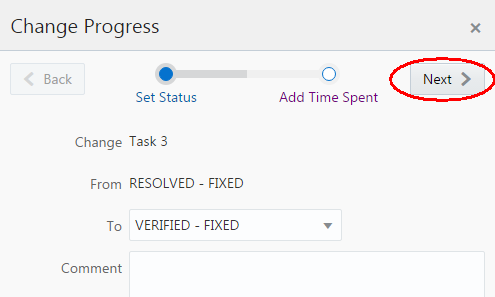 Change Progress
Back
Next
Set Status
Add Time Spent
Change Task 3
From RESOLVED - FIXED
To VERIFIED - FIXED
Comment